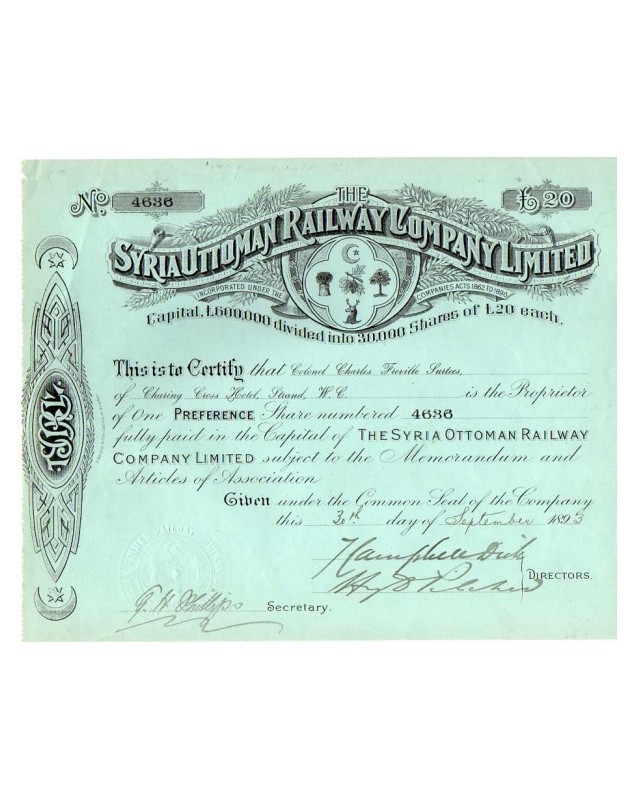 No. 4636
£20
THE
SYRIA OTTOMAN RAILWAY COMPANY LIMITED
INCORPORATED UNDER THE COMPANIES ACTS 1862 TO 1890.
Capital, £600,000 divided into 30,000 Shares of £20 each.
This is to Certify that Colonel Charles Freville Surtees,
of Charing Cross Hotel, Strand, W.C. is the Proprietor
of One PREFERENCE Share numbered 4636
fully paid in the Capital of THE SYRIA OTTOMAN RAILWAY
COMPANY LIMITED subject to the Memorandum and
Articles of Association
Given under the Common Seal of the Company
this 30th day of September 1893
Campbell Dick
DIRECTORS.
G. H. Phillips Secretary.